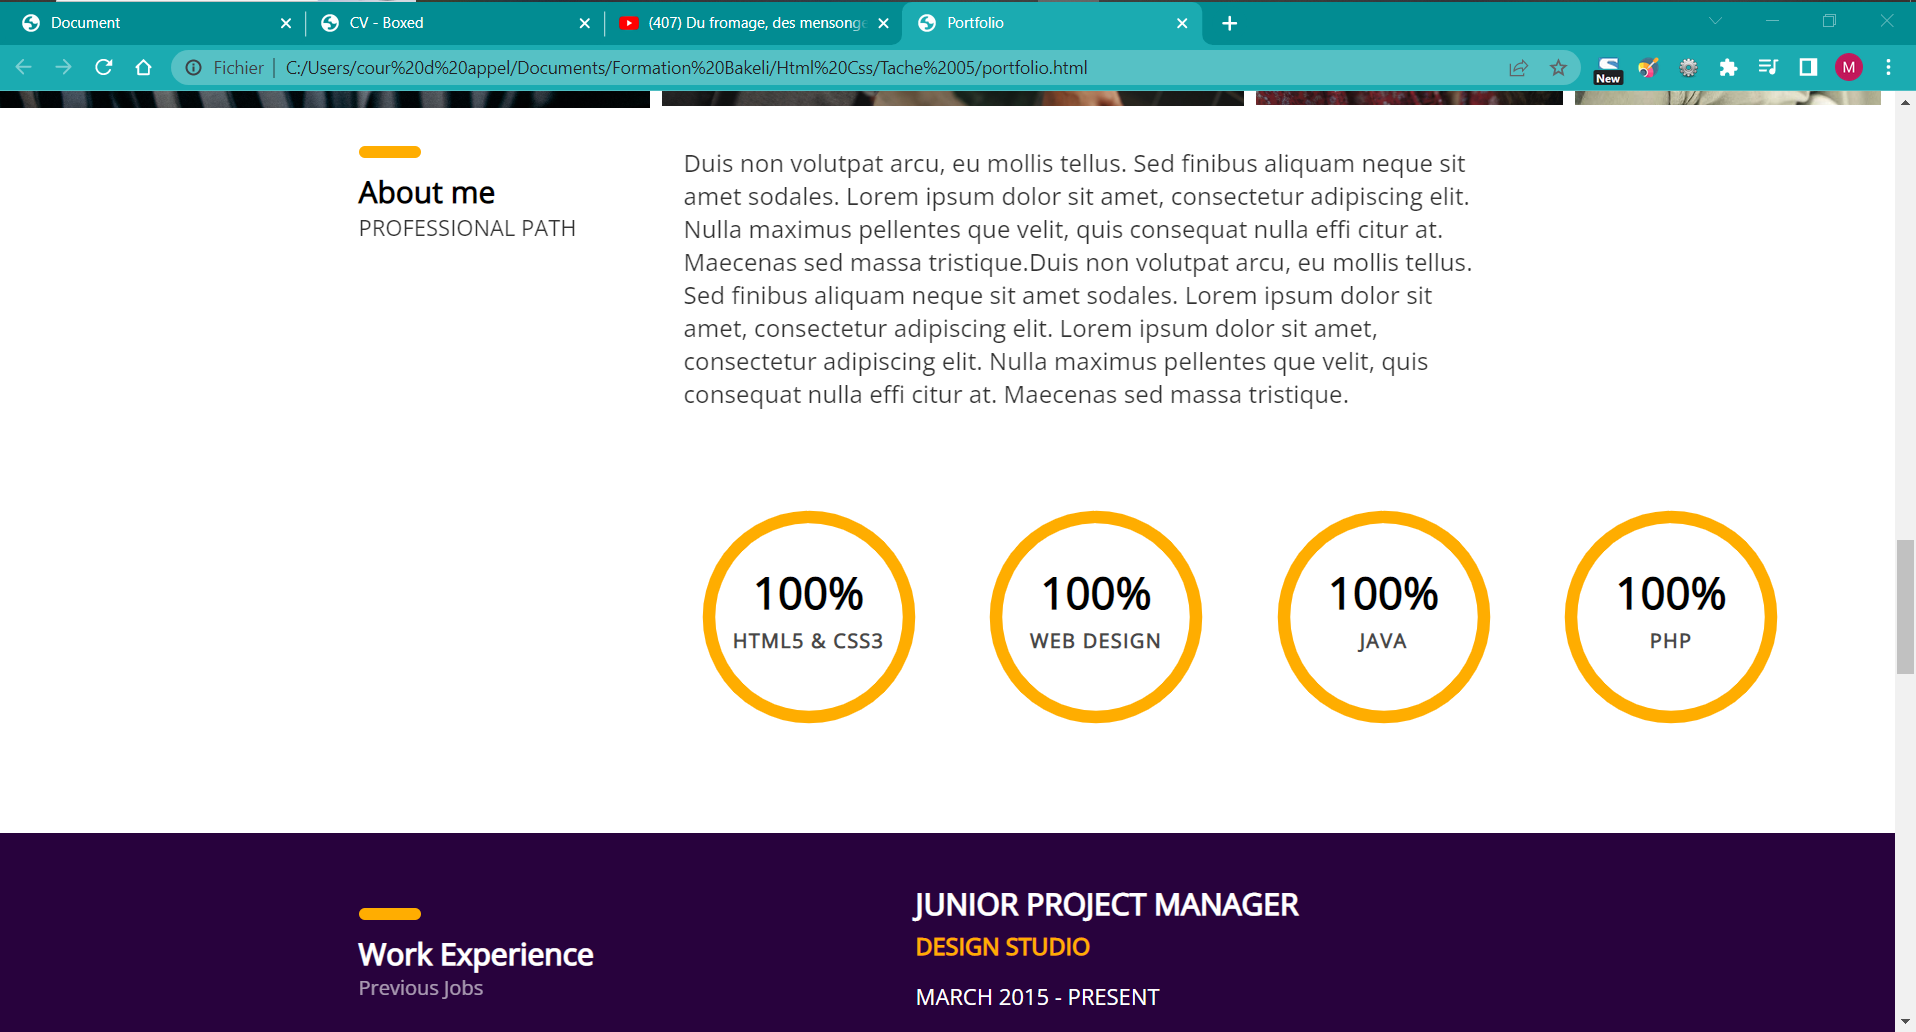 Document
CV - Boxed
(407) Du fromage, des mensonge
Portfolio
Fichier
C:/Users/cour%20d%20appel/Documents/Formation%20Bakeli/Html%20Css/Tache%2005/portfolio.html
New
M
About me
PROFESSIONAL PATH
Duis non volutpat arcu, eu mollis tellus. Sed finibus aliquam neque sit
amet sodales. Lorem ipsum dolor sit amet, consectetur adipiscing elit.
Nulla maximus pellentes que velit, quis consequat nulla effi citur at.
Maecenas sed massa tristique.Duis non volutpat arcu, eu mollis tellus.
Sed finibus aliquam neque sit amet sodales. Lorem ipsum dolor sit
amet, consectetur adipiscing elit. Lorem ipsum dolor sit amet,
consectetur adipiscing elit. Nulla maximus pellentes que velit, quis
consequat nulla effi citur at. Maecenas sed massa tristique.
100%
HTML5 & CSS3
100%
WEB DESIGN
100%
JAVA
100%
PHP
Work Experience
Previous Jobs
JUNIOR PROJECT MANAGER
DESIGN STUDIO
MARCH 2015 - PRESENT